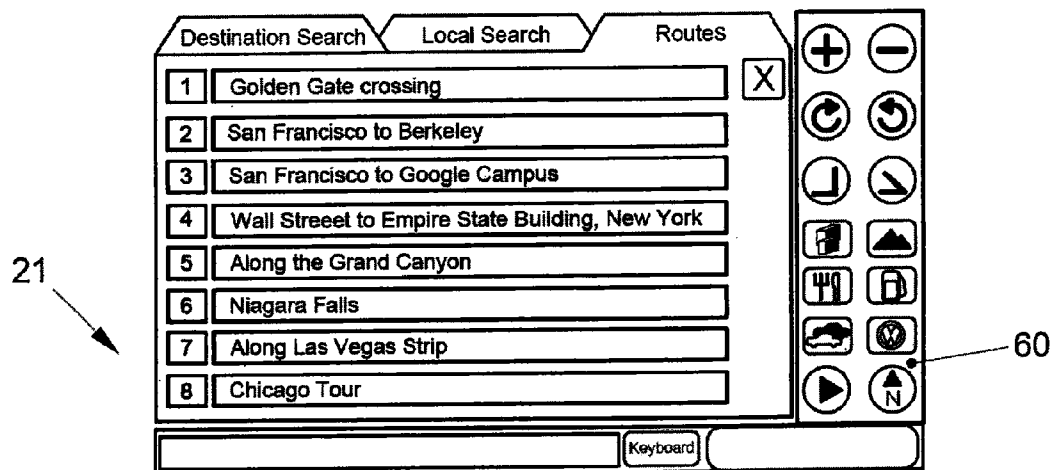 Destination Search Local Search Routes
X
1 Golden Gate crossing
2 San Francisco to Berkeley
3 San Francisco to Google Campus
4 Wall Streeet to Empire State Building, New York
5 Along the Grand Canyon
6 Niagara Falls
7 Along Las Vegas Strip
8 Chicago Tour
21
60
N
Keyboard